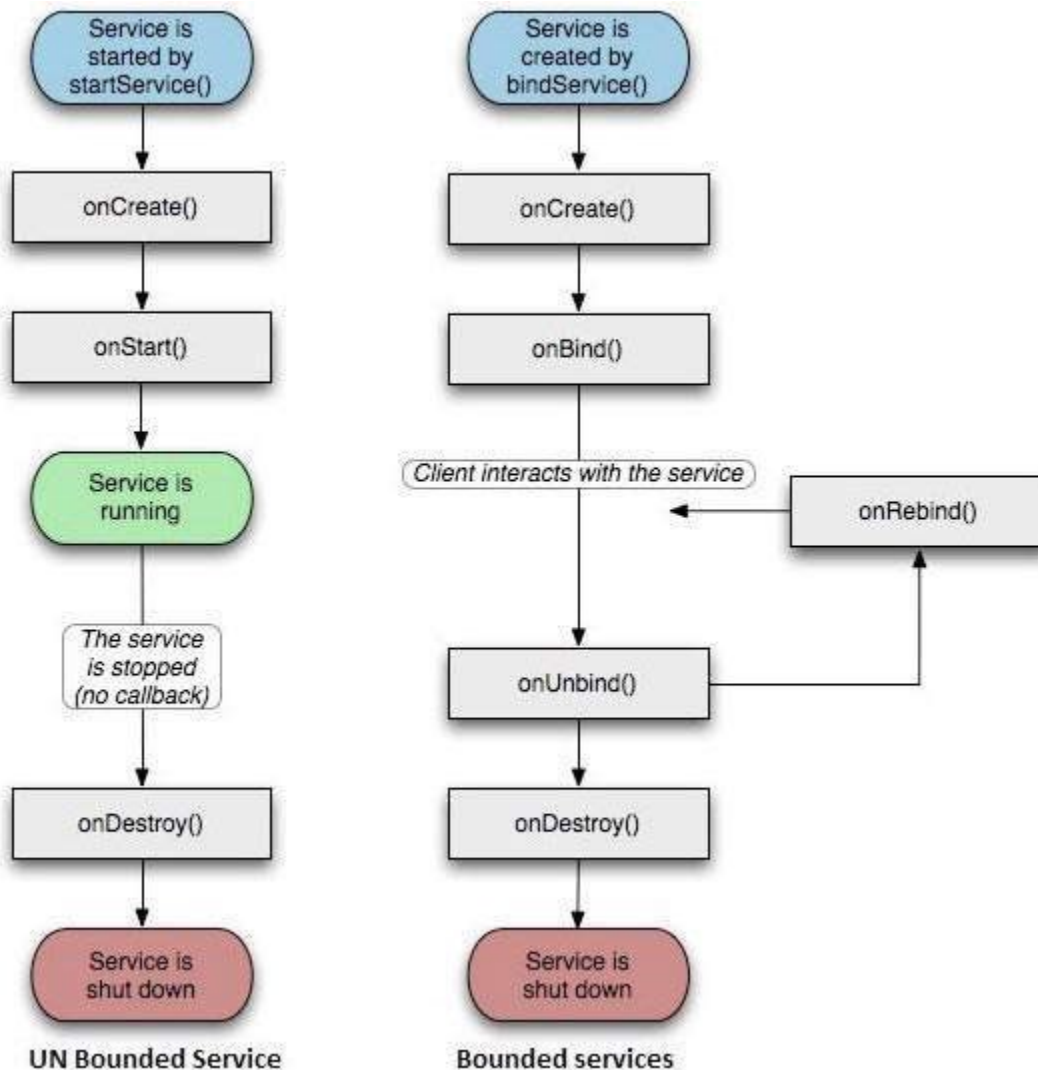 Service is
started by
startService()
onCreate()
onStart()
Service is
running
The service
is stopped
(no callback)
onDestroy()
Service is
shut down
UN Bounded Service
Service is
created by
bindService()
onCreate()
onBind()
Client interacts with the service
onRebind()
onUnbind()
onDestroy()
Service is
shut down
Bounded services